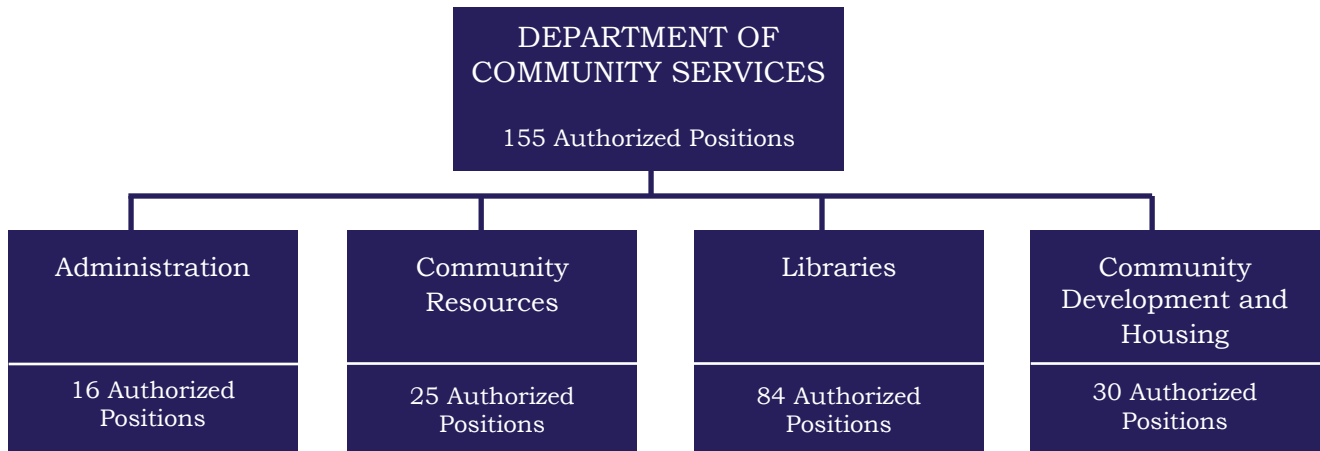 DEPARTMENT OF
COMMUNITY SERVICES
155 Authorized Positions
Administration
16 Authorized
Positions
Community
Resources
25 Authorized
Positions
Libraries
84 Authorized
Positions
Community
Development and
Housing
30 Authorized
Positions